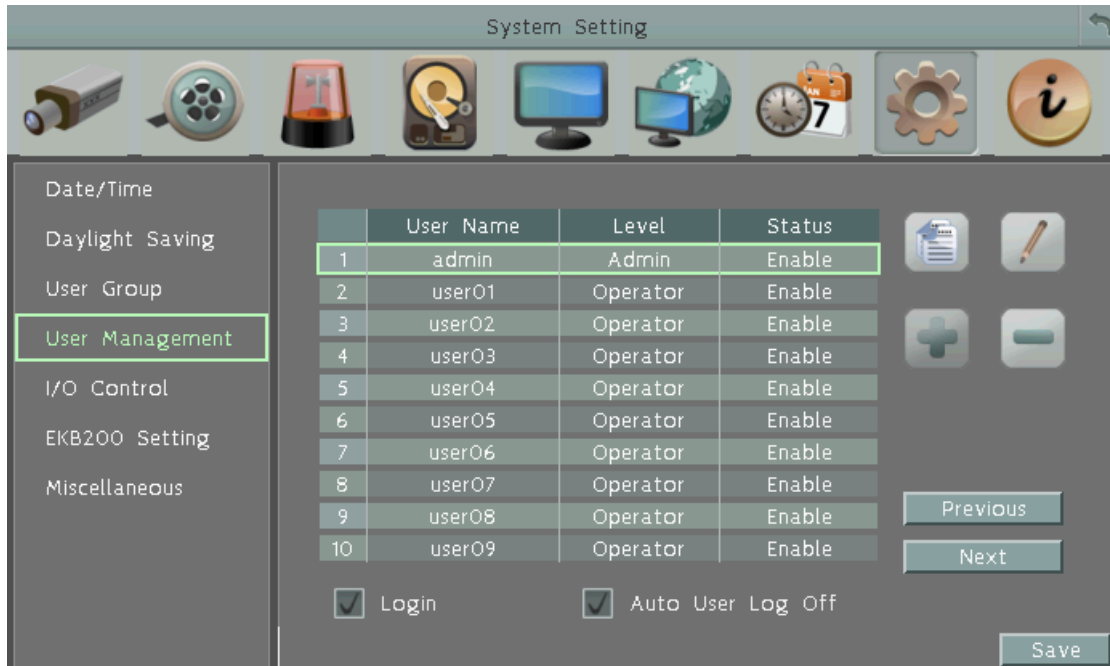 System Setting
JAN
7
i
Date/Time
Daylight Saving
User Group
User Management
I/O Control
EKB200 Setting
Miscellaneous
User Name Level Status
1 admin Admin Enable
2 user01 Operator Enable
3 user02 Operator Enable
4 user03 Operator Enable
5 user04 Operator Enable
6 user05 Operator Enable
7 user06 Operator Enable
8 user07 Operator Enable
9 user08 Operator Enable
10 user09 Operator Enable
Previous
Next
Login Auto User Log Off
Save